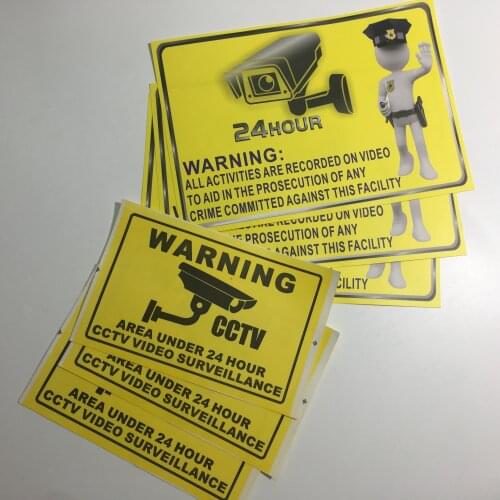 24HOUR
WARNING:
ALL ACTIVITIES ARE RECORDED ON VIDEO
TO AID IN THE PROSECUTION OF ANY
CRIME COMMITTED AGAINST THIS FACILITY
ARE RECORDED ON VIDEO
PROSECUTION OF ANY
AGAINST THIS FACILITY
CILITY
WARNING
CCTV
AREA UNDER 24 HOUR
CCTV VIDEO SURVEILLANCE
AREA UNDER 24 HOUR
CCTV VIDEO SURVEILLANCE
AREA UNDER 24 HOUR
CCTV VIDEO SURVEILLANCE